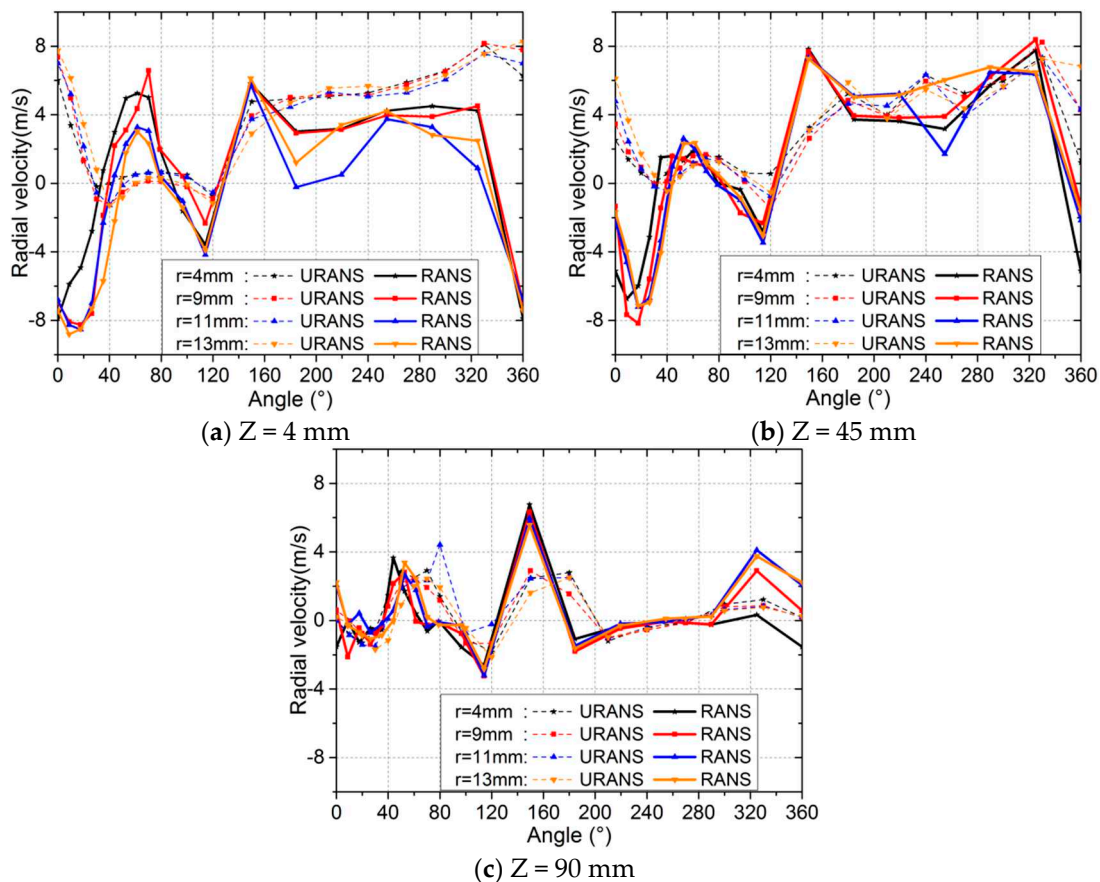 8
4
0
-4
-8
Radial velocity(m/s)
r=4mm : URANS RANS
r=9mm : URANS RANS
r=11mm: URANS RANS
r=13mm: URANS RANS
0 40 80 120 160 200 240 280 320 360
Angle (°)
(a) Z = 4 mm
8
4
0
-4
-8
Radial velocity(m/s)
r=4mm : URANS RANS
r=9mm : URANS RANS
r=11mm: URANS RANS
r=13mm: URANS RANS
0 40 80 120 160 200 240 280 320 360
Angle (°)
(b) Z = 45 mm
8
4
0
-4
-8
Radial velocity(m/s)
r=4mm : URANS RANS
r=9mm : URANS RANS
r=11mm: URANS RANS
r=13mm: URANS RANS
0 40 80 120 160 200 240 280 320 360
Angle (°)
(c) Z = 90 mm